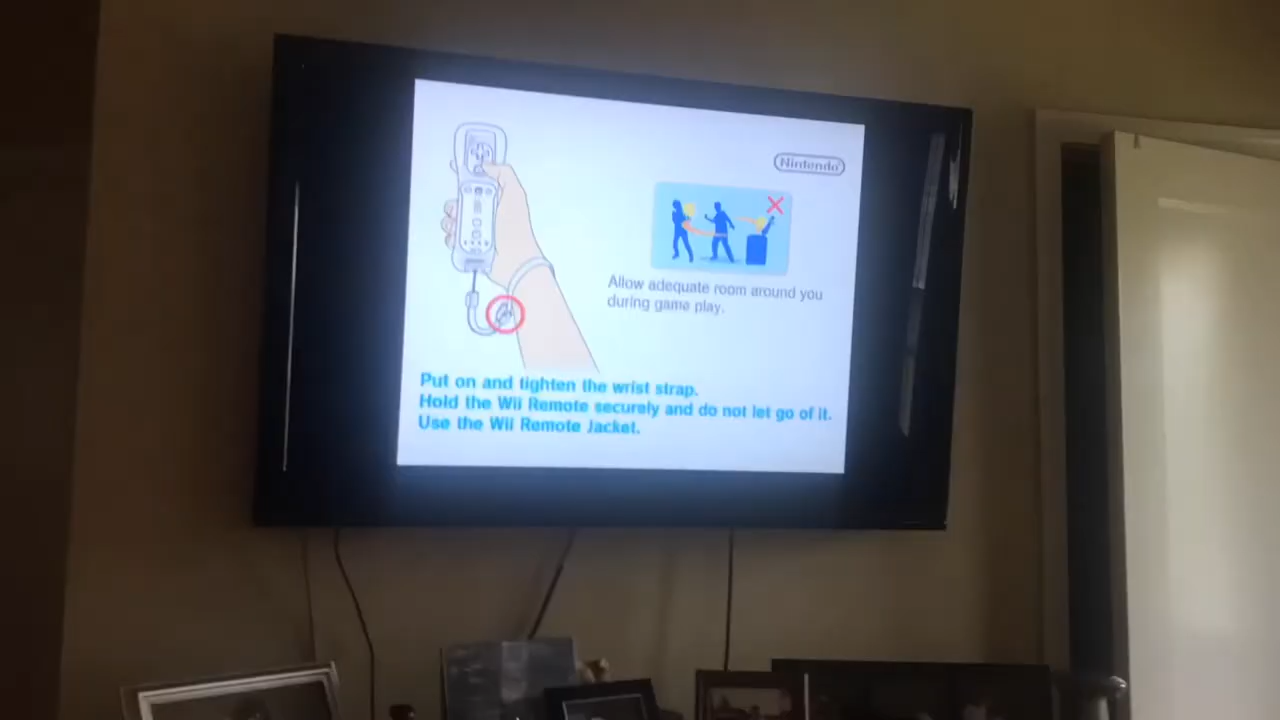 Nintendo
Allow adequate room around you
during game play.
Put on and tighten the wrist strap.
Hold the Wii Remote securely and do not let go of it.
Use the Wii Remote Jacket.